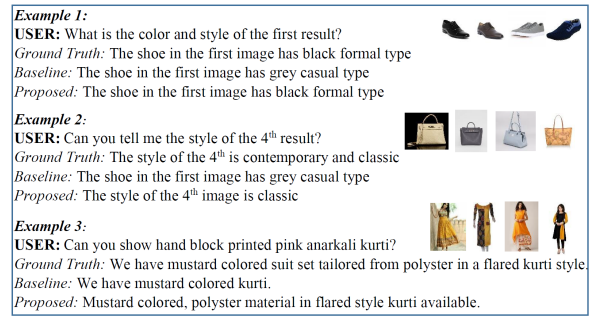 Example 1:
USER: What is the color and style of the first result?
Ground Truth: The shoe in the first image has black formal type
Baseline: The shoe in the first image has grey casual type
Proposed: The shoe in the first image has black formal type
Example 2:
USER: Can you tell me the style of the 4th result?
Ground Truth: The style of the 4th is contemporary and classic
Baseline: The shoe in the first image has grey casual type
Proposed: The style of the 4th image is classic
Example 3:
USER: Can you show hand block printed pink anarkali kurti?
Ground Truth: We have mustard colored suit set tailored from polyster in a flared kurti style.
Baseline: We have mustard colored kurti.
Proposed: Mustard colored, polyster material in flared style kurti available.